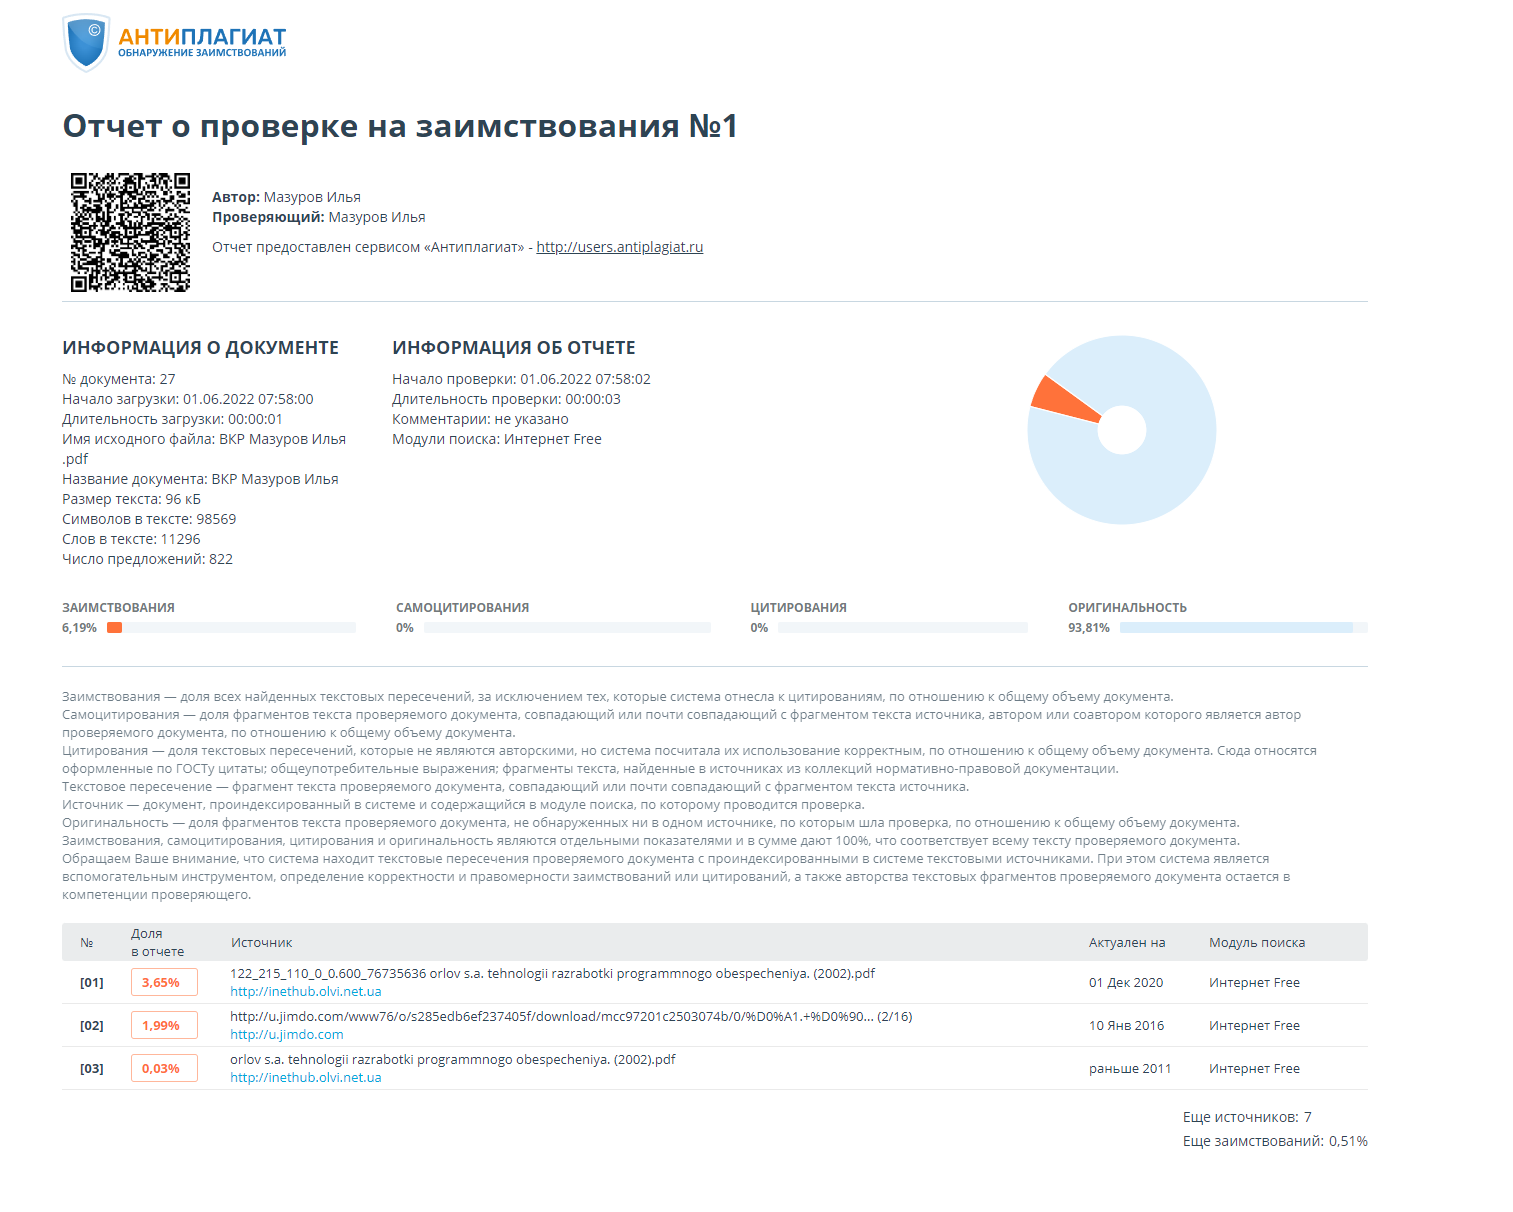 ©
АНТИПЛАГИАТ
ОБНАРУЖЕНИЕ ЗАИМСТВОВАНИЙ
Отчет о проверке на заимствования №1
Автор: Мазуров Илья
Проверяющий: Мазуров Илья
Отчет предоставлен сервисом «Антиплагиат» - http://users.antiplagiat.ru
ИНФОРМАЦИЯ О ДОКУМЕНТЕ
№ документа: 27
Начало загрузки: 01.06.2022 07:58:00
Длительность загрузки: 00:00:01
Имя исходного файла: ВКР Мазуров Илья
.pdf
Название документа: ВКР Мазуров Илья
Размер текста: 96 кБ
Символов в тексте: 98569
Слов в тексте: 11296
Число предложений: 822
ИНФОРМАЦИЯ ОБ ОТЧЕТЕ
Начало проверки: 01.06.2022 07:58:02
Длительность проверки: 00:00:03
Комментарии: не указано
Модули поиска: Интернет Free
ЗАИМСТВОВАНИЯ
6,19%
САМОЦИТИРОВАНИЯ
0%
ЦИТИРОВАНИЯ
0%
ОРИГИНАЛЬНОСТЬ
93,81%
Заимствования — доля всех найденных текстовых пересечений, за исключением тех, которые система отнесла к цитированиям, по отношению к общему объему документа.
Самоцитирования — доля фрагментов текста проверяемого документа, совпадающий или почти совпадающий с фрагментом текста источника, автором или соавтором которого является автор
проверяемого документа, по отношению к общему объему документа.
Цитирования — доля текстовых пересечений, которые не являются авторскими, но система посчитала их использование корректным, по отношению к общему объему документа. Сюда относятся
оформленные по ГОСТу цитаты; общеупотребительные выражения; фрагменты текста, найденные в источниках из коллекций нормативно-правовой документации.
Текстовое пересечение — фрагмент текста проверяемого документа, совпадающий или почти совпадающий с фрагментом текста источника.
Источник — документ, проиндексированный в системе и содержащийся в модуле поиска, по которому проводится проверка.
Оригинальность — доля фрагментов текста проверяемого документа, не обнаруженных ни в одном источнике, по которым шла проверка, по отношению к общему объему документа.
Заимствования, самоцитирования, цитирования и оригинальность являются отдельными показателями и в сумме дают 100%, что соответствует всему тексту проверяемого документа.
Обращаем Ваше внимание, что система находит текстовые пересечения проверяемого документа с проиндексированными в системе текстовыми источниками. При этом система является
вспомогательным инструментом, определение корректности и правомерности заимствований или цитирований, а также авторства текстовых фрагментов проверяемого документа остается в
компетенции проверяющего.
№
Доля
в отчете
Источник
Актуален на
Модуль поиска
[01]
3,65%
122_215_110_0_0.600_76735636 orlov s.a. tehnologii razrabotki programmnogo obespecheniya. (2002).pdf
http://inethub.olvi.net.ua
01 Дек 2020
Интернет Free
[02]
1,99%
http://u.jimdo.com/www76/o/s285edb6ef237405f/download/mcc97201c2503074b/0/%D0%A1.+%D0%90... (2/16)
http://u.jimdo.com
10 Янв 2016
Интернет Free
[03]
0,03%
orlov s.a. tehnologii razrabotki programmnogo obespecheniya. (2002).pdf
http://inethub.olvi.net.ua
раньше 2011
Интернет Free
Еще источников: 7
Еще заимствований: 0,51%